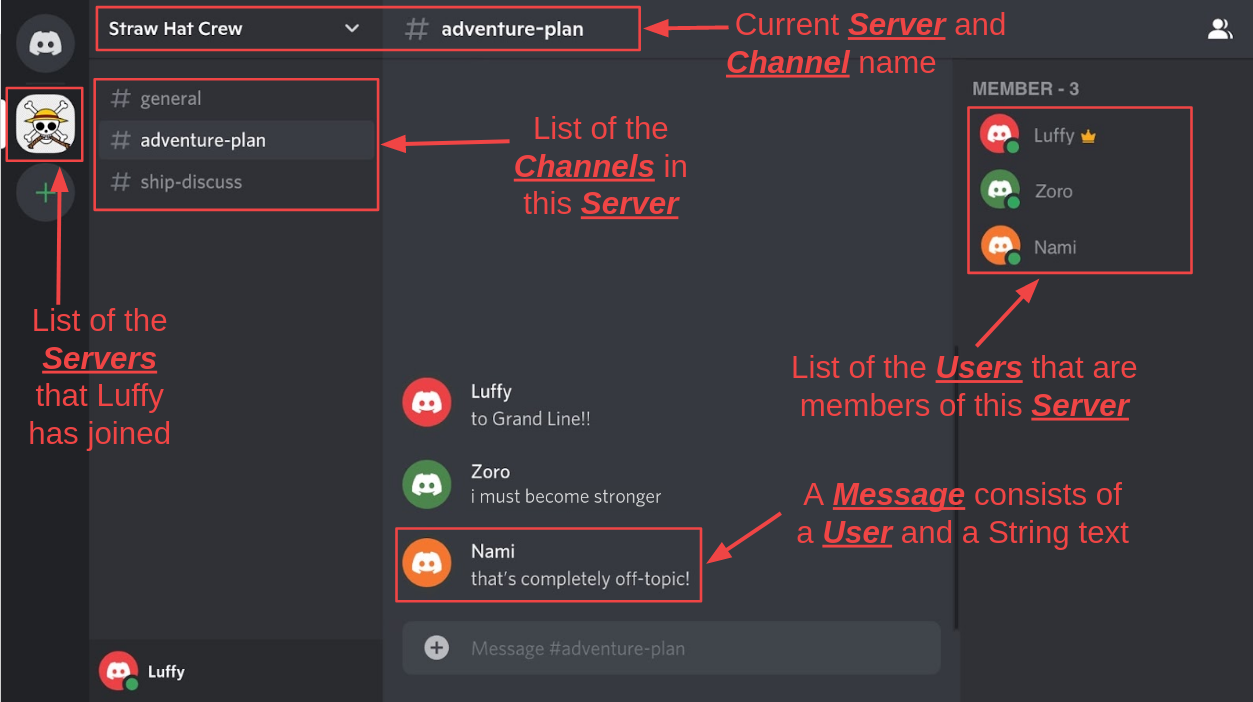 Straw Hat Crew
# adventure-plan
Current Server and
Channel name
# general
# adventure-plan
# ship-discuss
List of the
Channels in
this Server
MEMBER - 3
Luffy
Zoro
Nami
List of the
Servers
that Luffy
has joined
List of the Users that are
members of this Server
Luffy
to Grand Line!!
Zoro
i must become stronger
Nami
that's completely off-topic!
A Message consists of
a User and a String text
Message #adventure-plan
Luffy